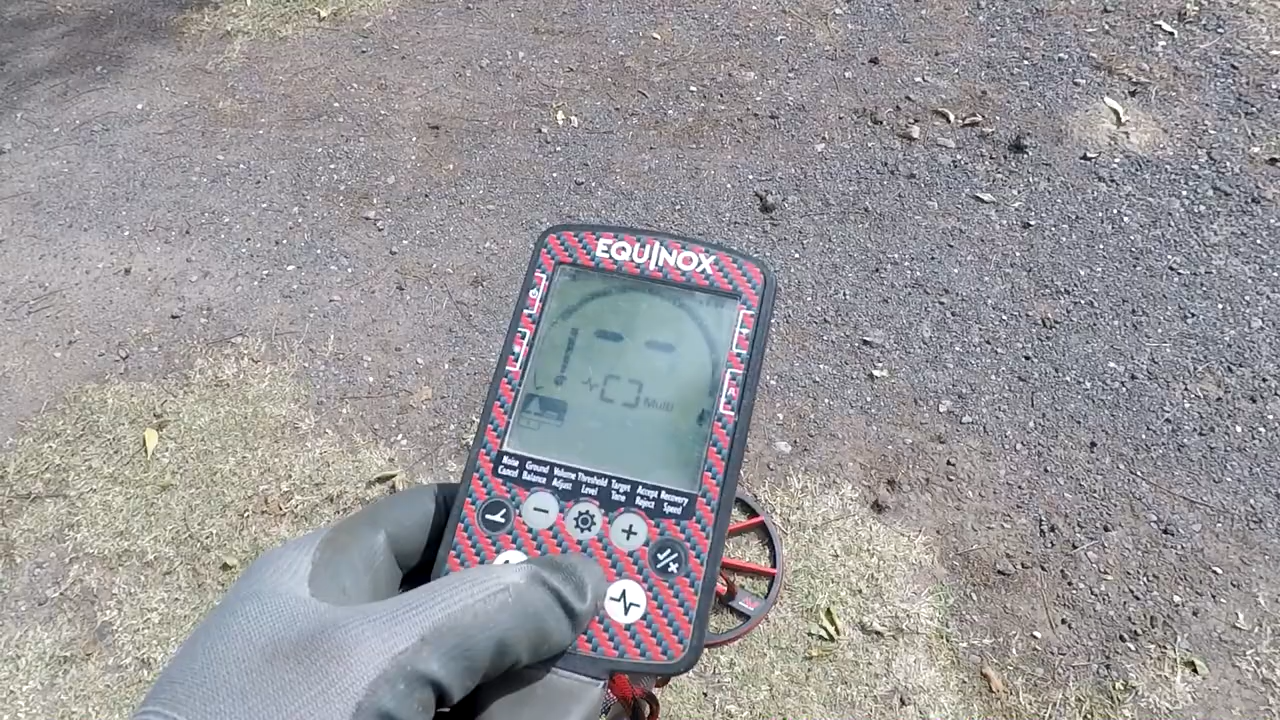 EQUINOX
Multi
Noise Cancel
Ground Balance
Volume Adjust
Threshold Level
Target Tone
Accept Reject
Recovery Speed